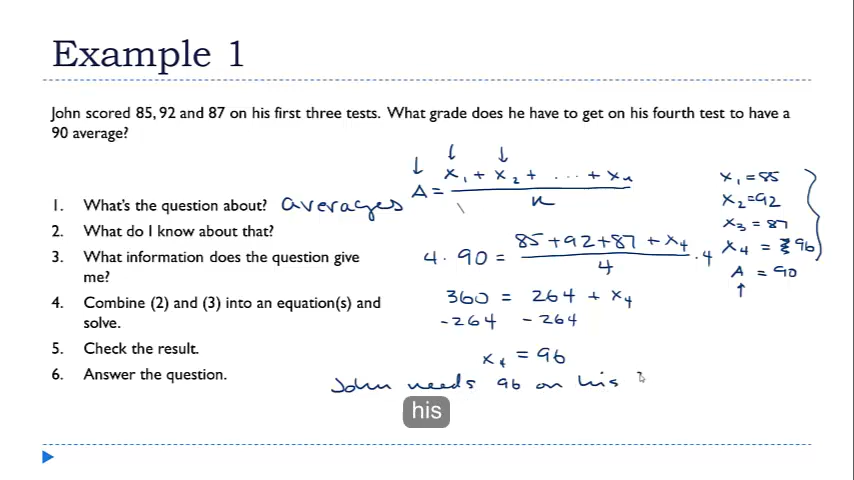 Example 1
John scored 85, 92 and 87 on his first three tests. What grade does he have to get on his fourth test to have a
90 average?
1. What's the question about? averages
2. What do I know about that?
3. What information does the question give
me?
4. Combine (2) and (3) into an equation(s) and
solve.
5. Check the result.
6. Answer the question.
↓ ↓ ↓
A = (x₁ + x₂ + ... + xₙ) / n
4 · 90 = (85 + 92 + 87 + x₄) / 4 · 4
360 = 264 + x₄
-264 -264
x₄ = 96
John needs 96 on his
x₁ = 85
x₂ = 92
x₃ = 87
x₄ = 96
A = 90
↑
his